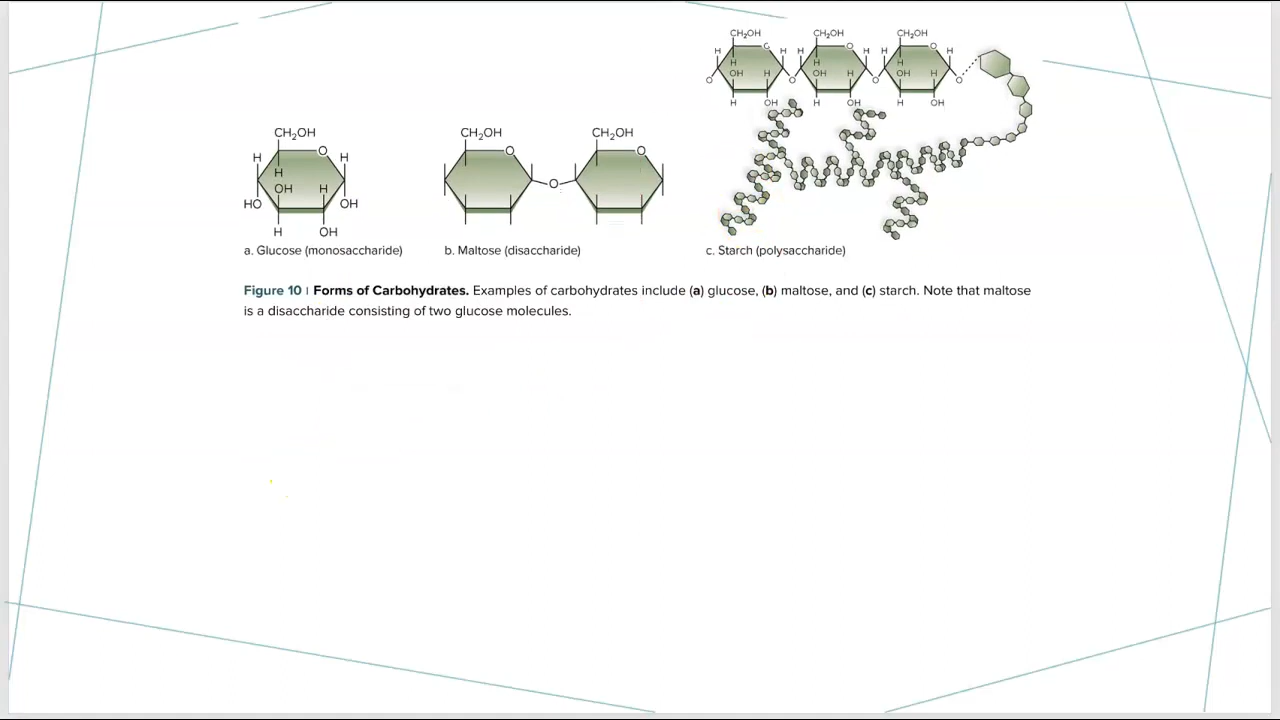 CH₂OH CH₂OH CH₂OH
O O O
H H H H H H
H H H
OH H OH H OH H
O O O O
H OH H OH H OH
CH₂OH CH₂OH CH₂OH
H O H O O
H
OH H O
HO OH
H OH
a. Glucose (monosaccharide) b. Maltose (disaccharide) c. Starch (polysaccharide)
Figure 10 | Forms of Carbohydrates. Examples of carbohydrates include (a) glucose, (b) maltose, and (c) starch. Note that maltose
is a disaccharide consisting of two glucose molecules.